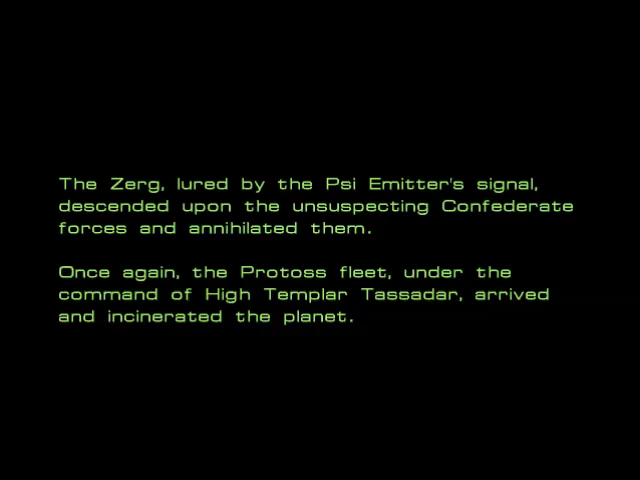 The Zerg, lured by the Psi Emitter's signal,
descended upon the unsuspecting Confederate
forces and annihilated them.
Once again, the Protoss fleet, under the
command of High Templar Tassadar, arrived
and incinerated the planet.